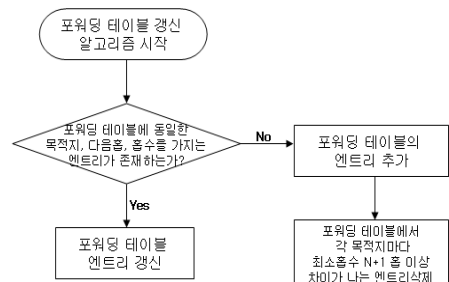 포워딩 테이블 갱신
알고리즘 시작
포워딩 테이블에 동일한
목적지, 다음홉, 홉수를 가지는
엔트리가 존재하는가?
No
포워딩 테이블의
엔트리 추가
Yes
포워딩 테이블
엔트리 갱신
포워딩 테이블에서
각 목적지마다
최소홉수 N+1 홉 이상
차이가 나는 엔트리삭제